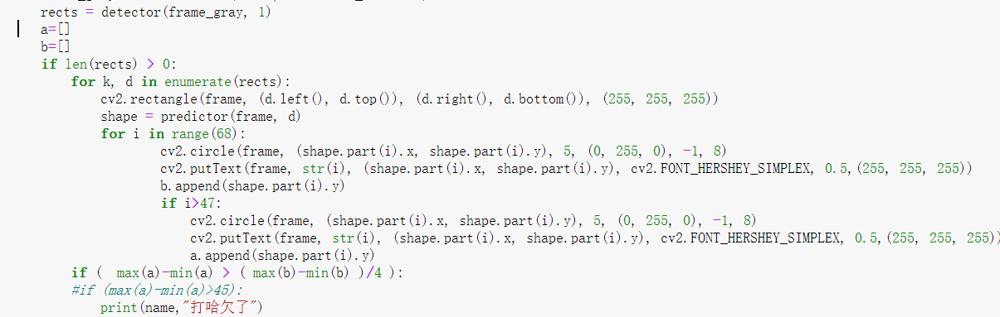 rects = detector(frame_gray, 1)
a=[]
b=[]
if len(rects) > 0:
for k, d in enumerate(rects):
cv2.rectangle(frame, (d.left(), d.top()), (d.right(), d.bottom()), (255, 255, 255))
shape = predictor(frame, d)
for i in range(68):
cv2.circle(frame, (shape.part(i).x, shape.part(i).y), 5, (0, 255, 0), -1, 8)
cv2.putText(frame, str(i), (shape.part(i).x, shape.part(i).y), cv2.FONT_HERSHEY_SIMPLEX, 0.5,(255, 255, 255))
b.append(shape.part(i).y)
if i>47:
cv2.circle(frame, (shape.part(i).x, shape.part(i).y), 5, (0, 255, 0), -1, 8)
cv2.putText(frame, str(i), (shape.part(i).x, shape.part(i).y), cv2.FONT_HERSHEY_SIMPLEX, 0.5,(255, 255, 255))
a.append(shape.part(i).y)
if ( max(a)-min(a) > ( max(b)-min(b) )/4 ):
#if (max(a)-min(a)>45):
print(name,"打哈欠了")